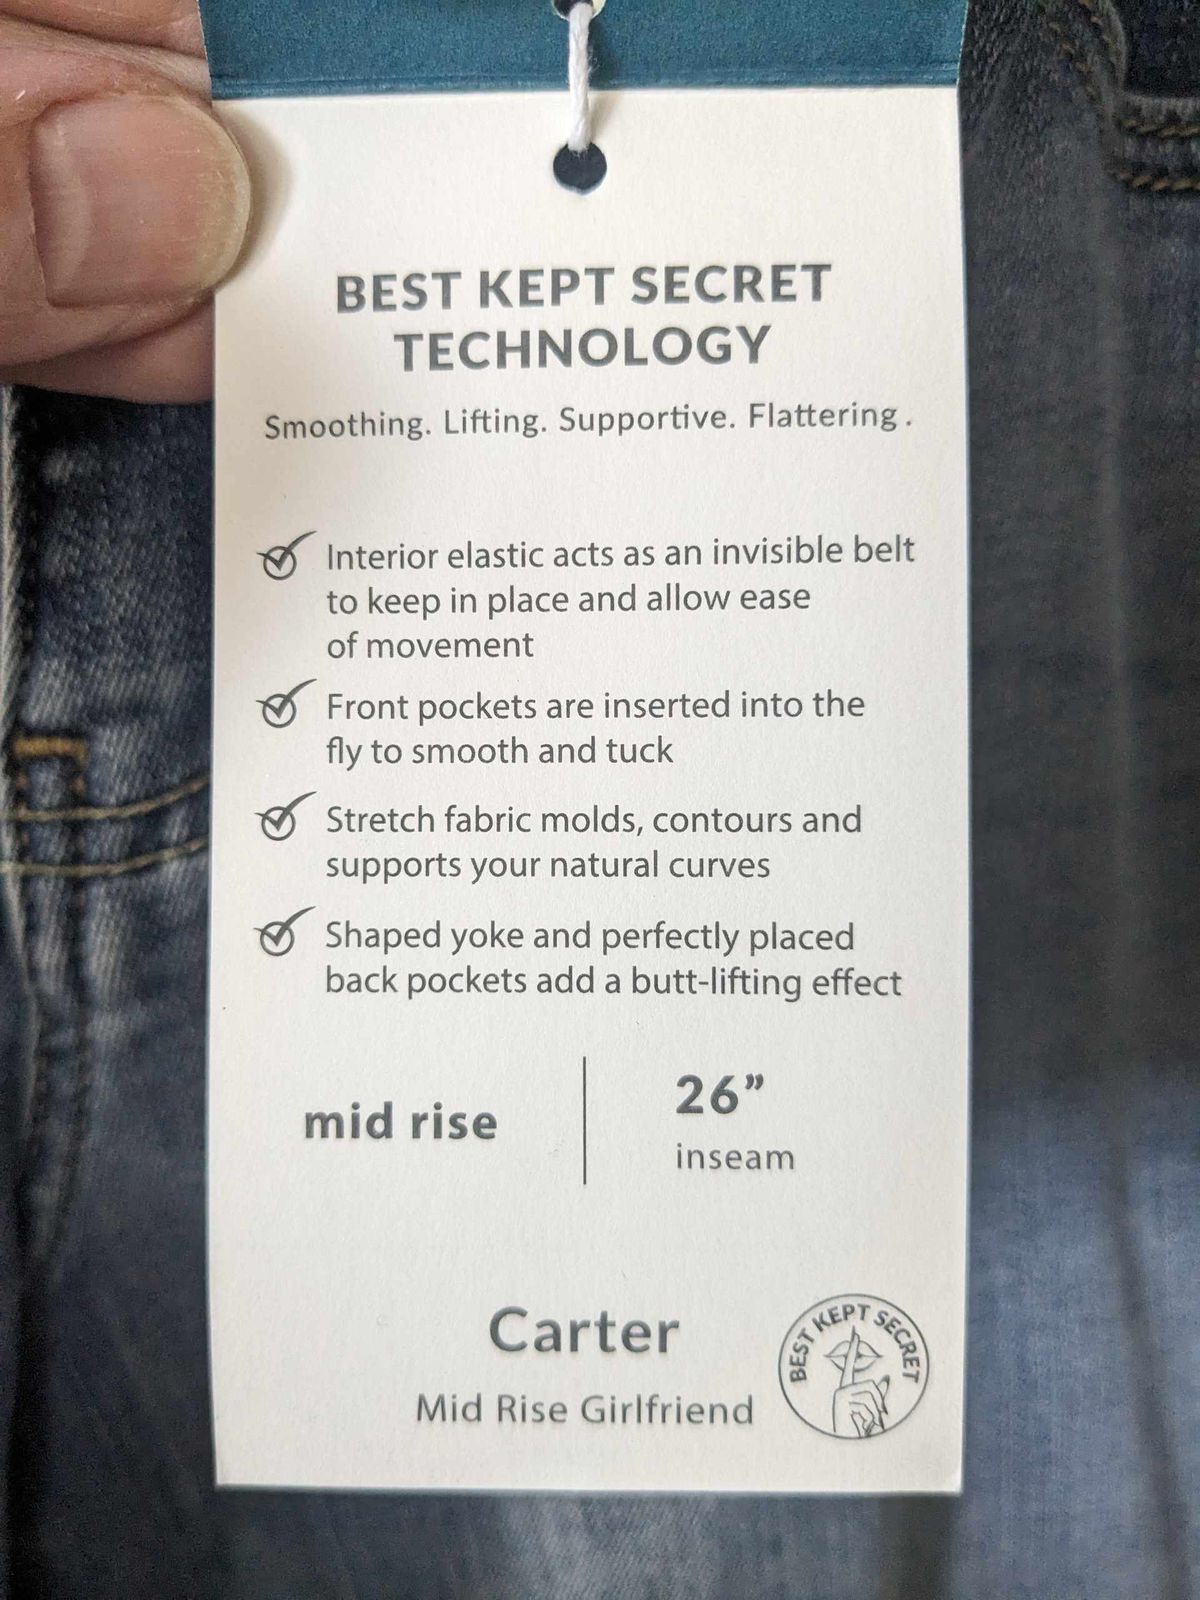 BEST KEPT SECRET
TECHNOLOGY
Smoothing. Lifting. Supportive. Flattering.
Interior elastic acts as an invisible belt
to keep in place and allow ease
of movement
Front pockets are inserted into the
fly to smooth and tuck
Stretch fabric molds, contours and
supports your natural curves
Shaped yoke and perfectly placed
back pockets add a butt-lifting effect
mid rise
26”
inseam
Carter
Mid Rise Girlfriend
BEST KEPT SECRET